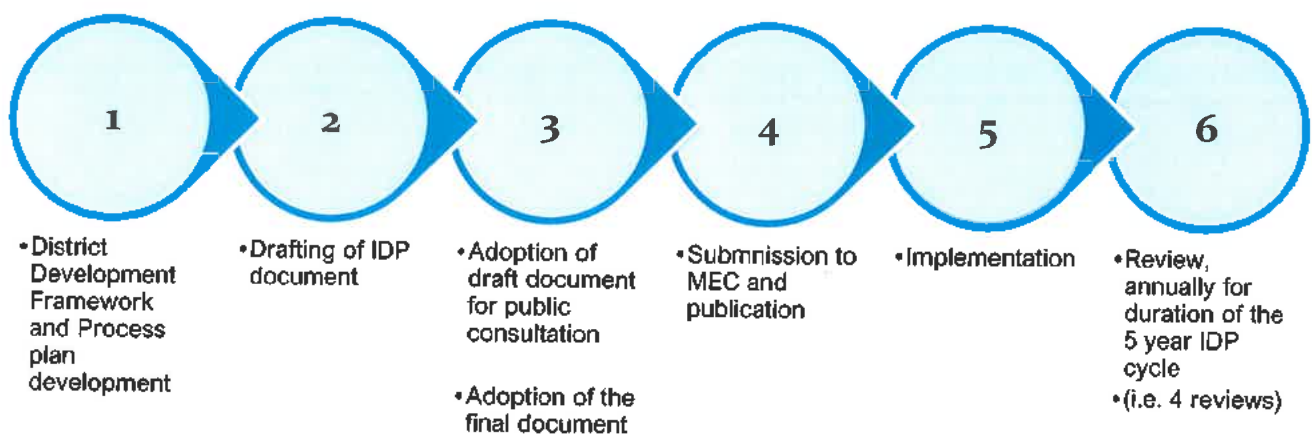 1
2
3
4
5
6
•District
Development
Framework
and Process
plan
development
•Drafting of IDP
document
•Adoption of
draft document
for public
consultation
•Adoption of the
final document
•Submnission to
MEC and
publication
•Implementation
•Review,
annually for
duration of the
5 year IDP
cycle
•(i.e. 4 reviews)